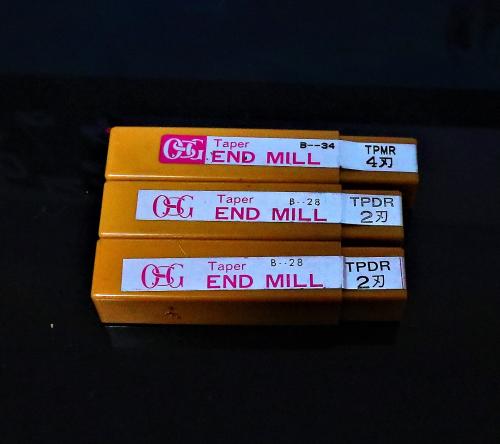 OSG Taper B--34 TPMR
END MILL 4刃
OSG Taper B--28 TPDR
END MILL 2刃
OSG Taper B--28 TPDR
END MILL 2刃